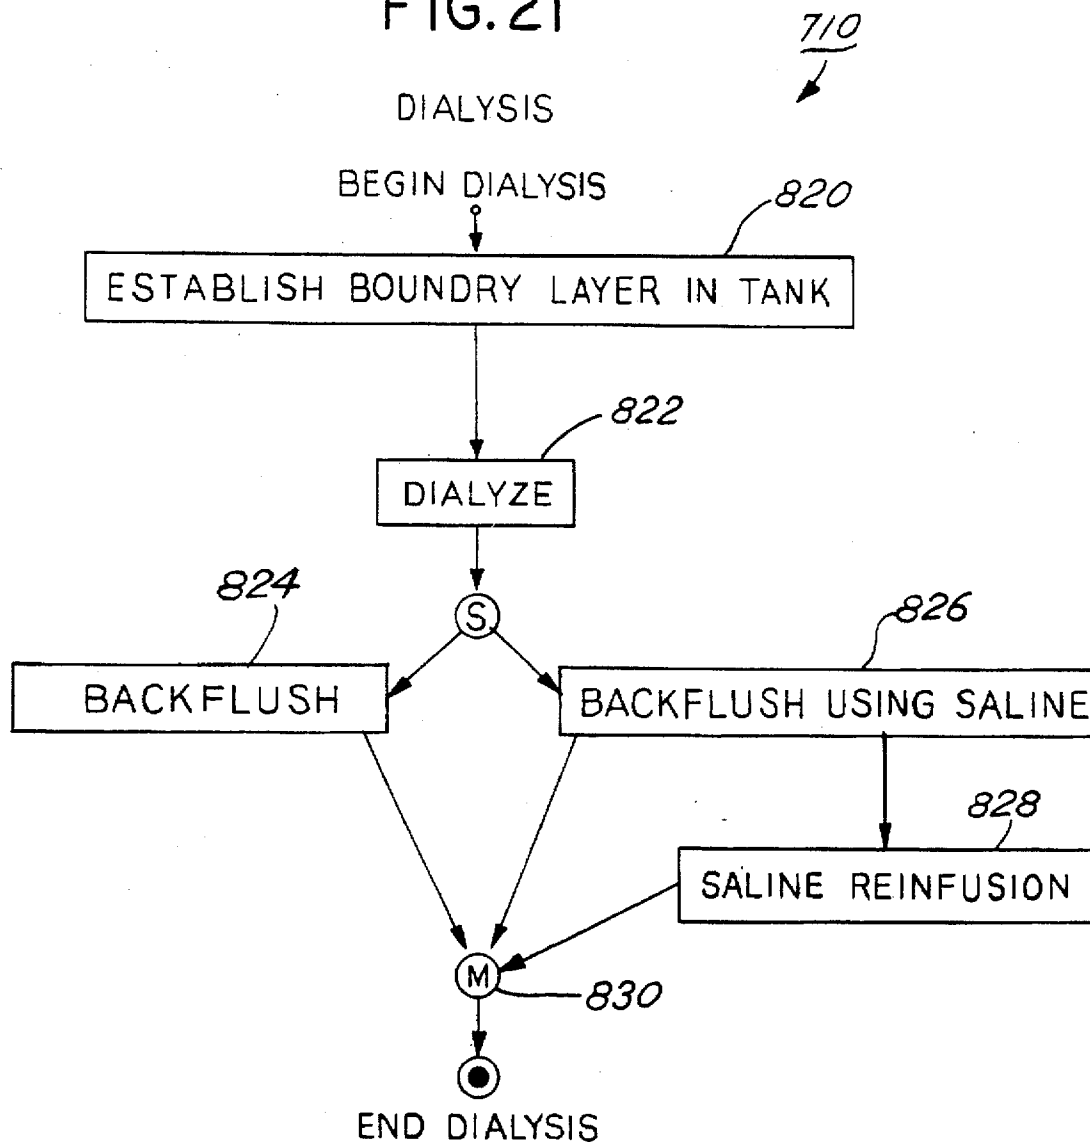 FIG. 21
710
DIALYSIS
BEGIN DIALYSIS
820
ESTABLISH BOUNDRY LAYER IN TANK
822
DIALYZE
824
S
826
BACKFLUSH
BACKFLUSH USING SALINE
828
SALINE REINFUSION
M
830
END DIALYSIS